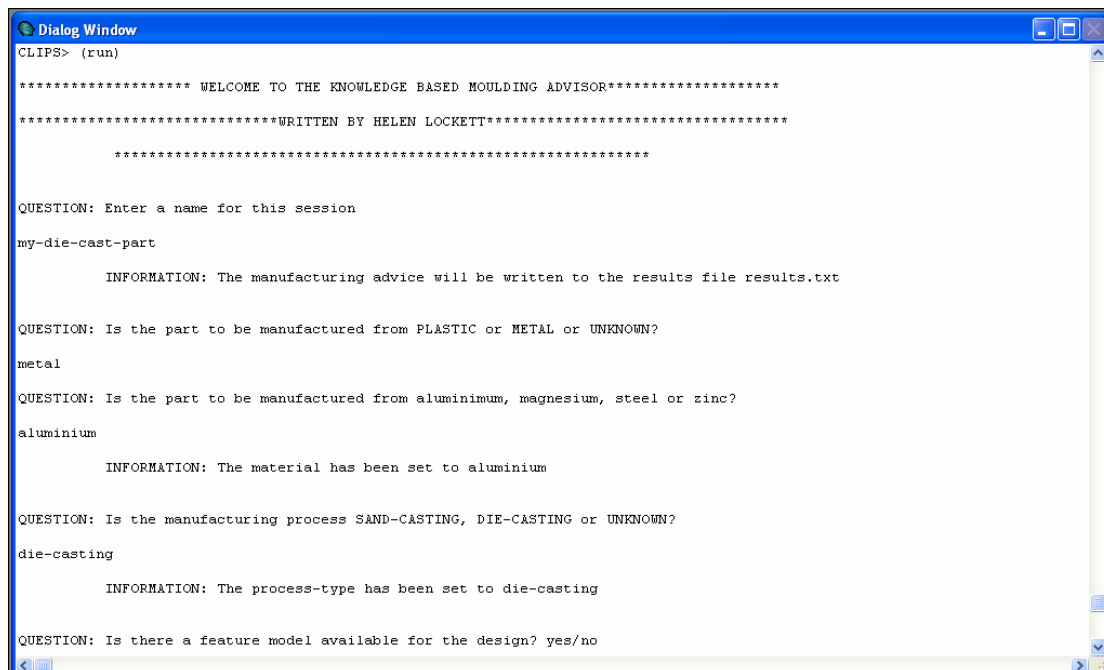 Dialog Window
CLIPS> (run)
******************** WELCOME TO THE KNOWLEDGE BASED MOULDING ADVISOR********************
******************************WRITTEN BY HELEN LOCKETT***********************************
**************************************************************
QUESTION: Enter a name for this session
my-die-cast-part
INFORMATION: The manufacturing advice will be written to the results file results.txt
QUESTION: Is the part to be manufactured from PLASTIC or METAL or UNKNOWN?
metal
QUESTION: Is the part to be manufactured from aluminimum, magnesium, steel or zinc?
aluminium
INFORMATION: The material has been set to aluminium
QUESTION: Is the manufacturing process SAND-CASTING, DIE-CASTING or UNKNOWN?
die-casting
INFORMATION: The process-type has been set to die-casting
QUESTION: Is there a feature model available for the design? yes/no